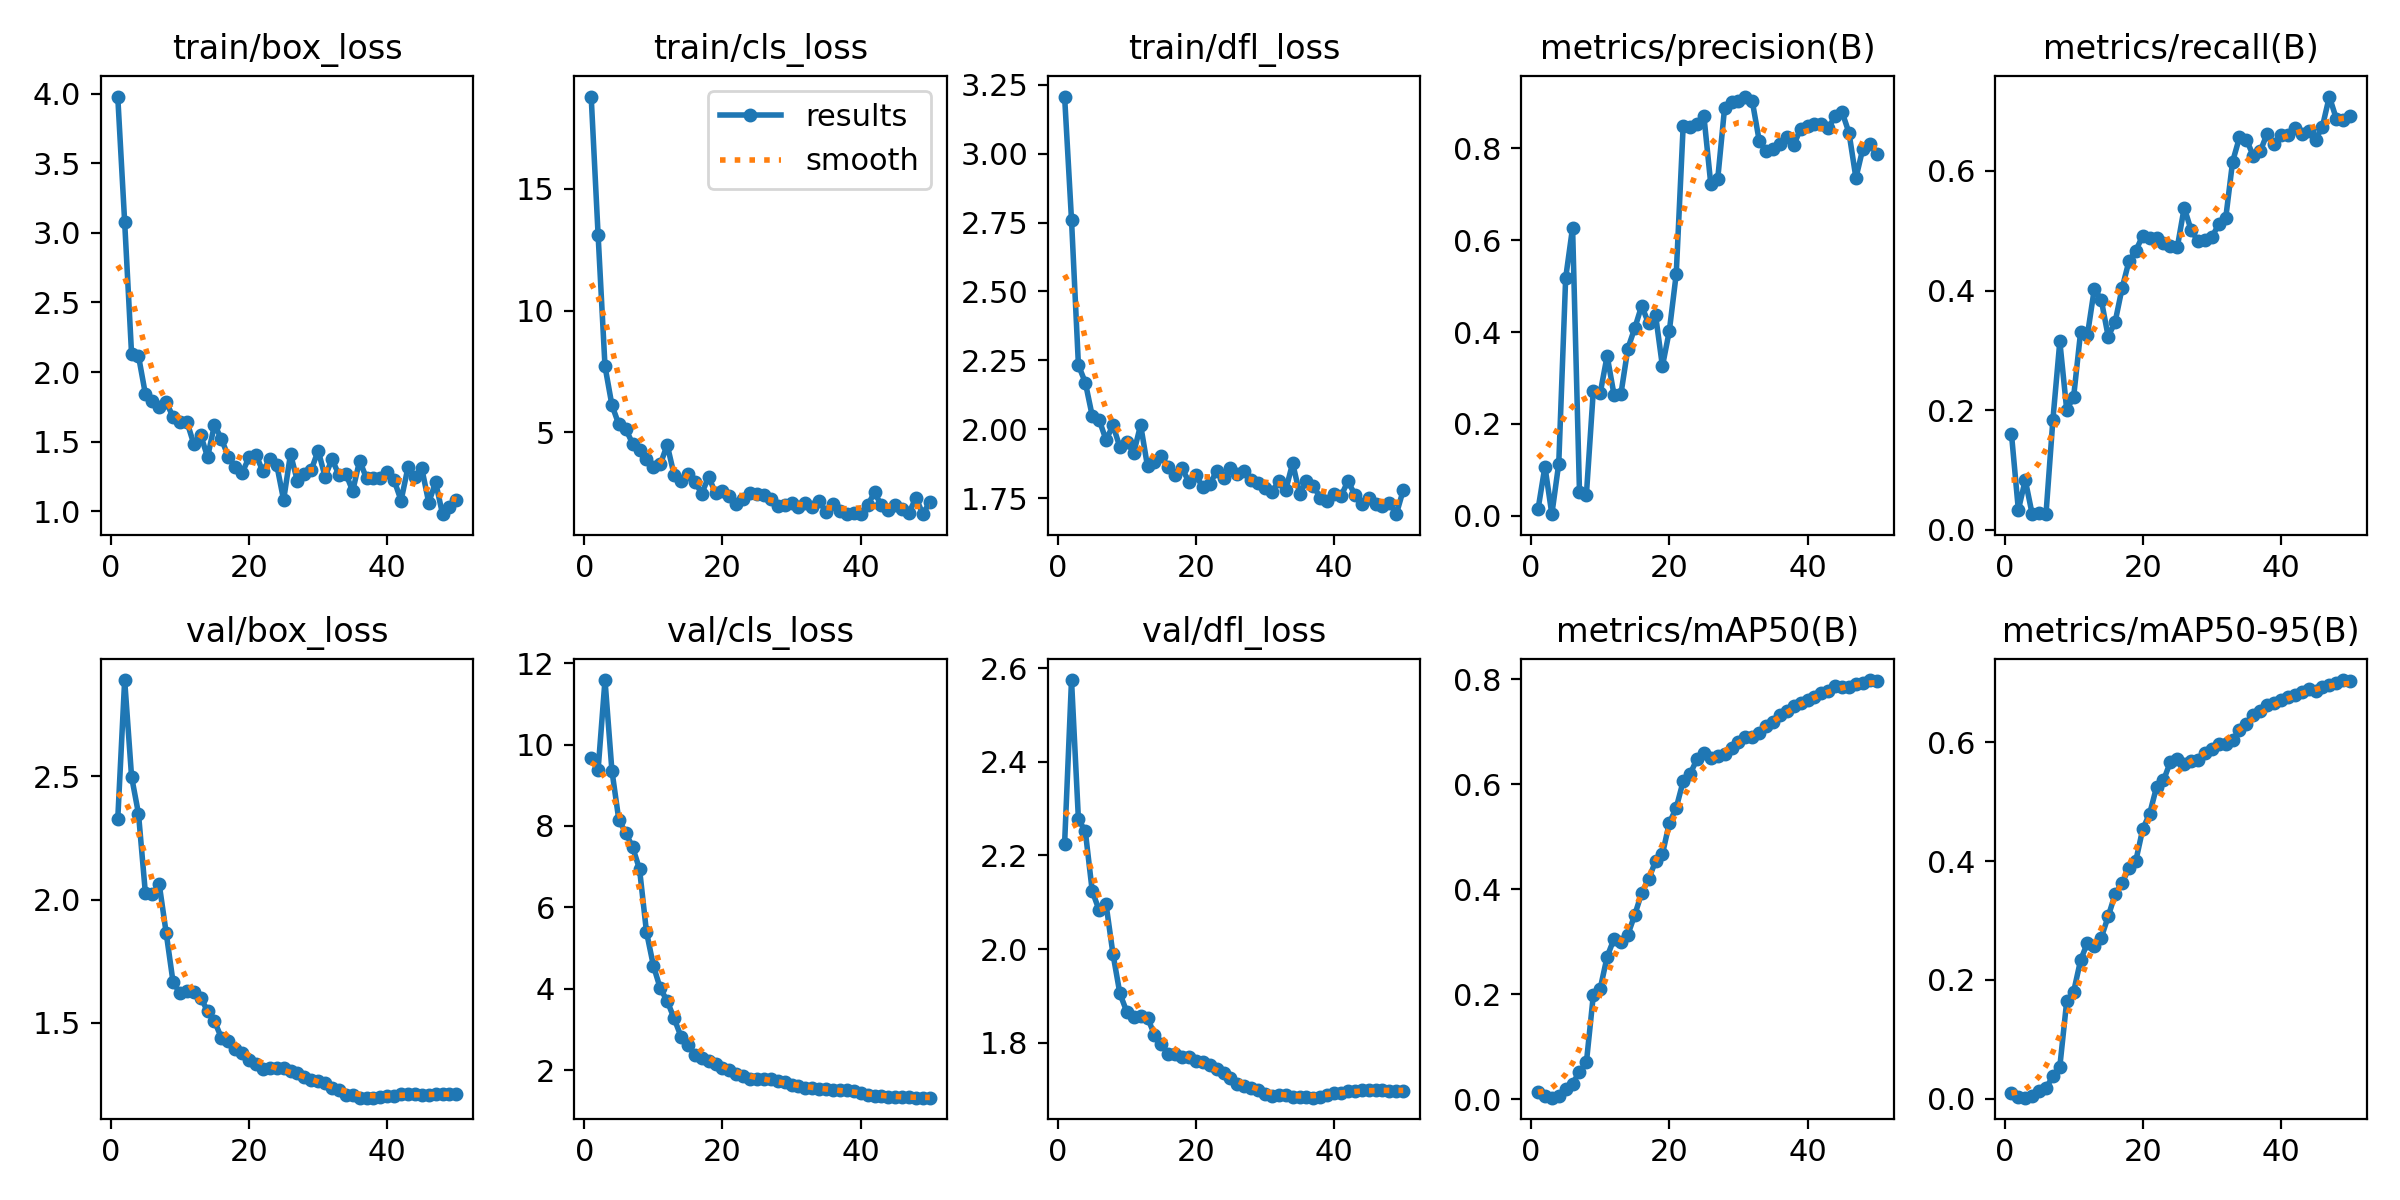 train/box_loss
4.0
3.5
3.0
2.5
2.0
1.5
1.0
0 20 40
train/cls_loss
results
smooth
15
10
5
0 20 40
train/dfl_loss
3.25
3.00
2.75
2.50
2.25
2.00
1.75
0 20 40
metrics/precision(B)
0.8
0.6
0.4
0.2
0.0
0 20 40
metrics/recall(B)
0.6
0.4
0.2
0.0
0 20 40
val/box_loss
2.5
2.0
1.5
0 20 40
val/cls_loss
12
10
8
6
4
2
0 20 40
val/dfl_loss
2.6
2.4
2.2
2.0
1.8
0 20 40
metrics/mAP50(B)
0.8
0.6
0.4
0.2
0.0
0 20 40
metrics/mAP50-95(B)
0.6
0.4
0.2
0.0
0 20 40